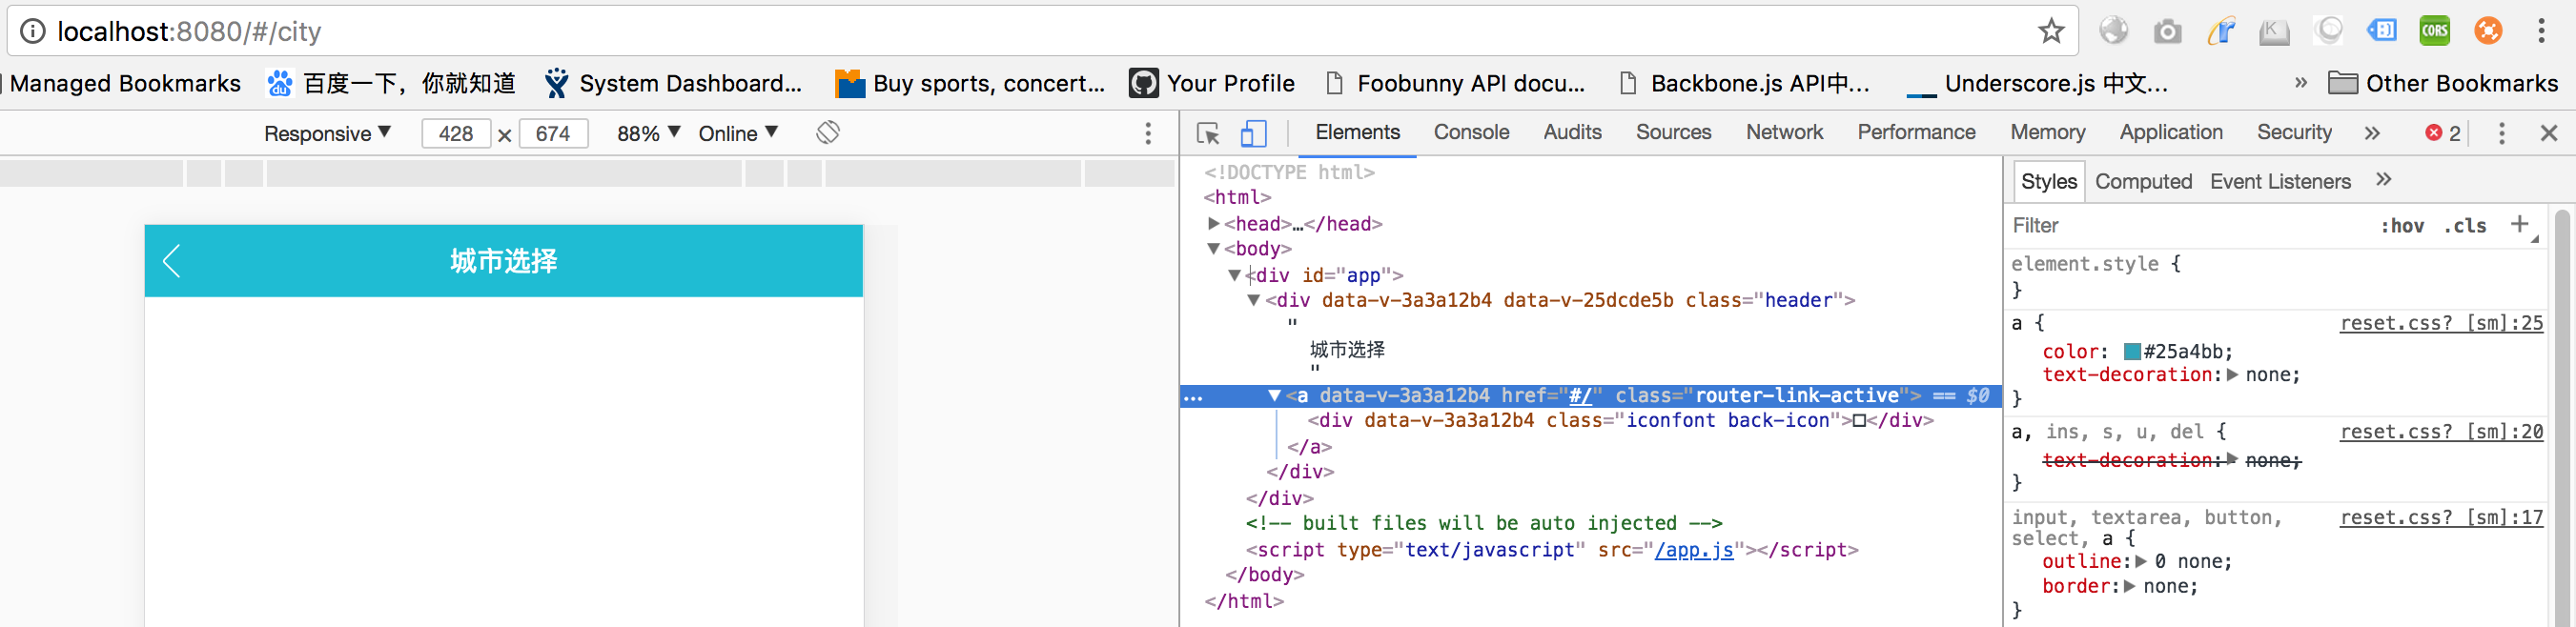 localhost:8080/#/city
Managed Bookmarks 百度一下，你就知道 System Dashboard... Buy sports, concert... Your Profile Foobunny API docu... Backbone.js API中... Underscore.js 中文... » Other Bookmarks
Responsive ▼ 428 × 674 88% ▼ Online ▼
Elements Console Audits Sources Network Performance Memory Application Security » 2
城市选择
<!DOCTYPE html>
<html>
▶<head>…</head>
▼<body>
▼<div id="app">
▼<div data-v-3a3a12b4 data-v-25dcde5b class="header">
"
城市选择
"
... ▼<a data-v-3a3a12b4 href="#/" class="router-link-active"> == $0
<div data-v-3a3a12b4 class="iconfont back-icon">□</div>
</a>
</div>
</div>
<!-- built files will be auto injected -->
<script type="text/javascript" src="/app.js"></script>
</body>
</html>
Styles Computed Event Listeners »
Filter :hov .cls +
element.style {
}
a { reset.css? [sm]:25
color: #25a4bb;
text-decoration:▶none;
}
a, ins, s, u, del { reset.css? [sm]:20
text-decoration:▶none;
}
input, textarea, button, reset.css? [sm]:17
select, a {
outline:▶0 none;
border:▶none;
}
CORS
K